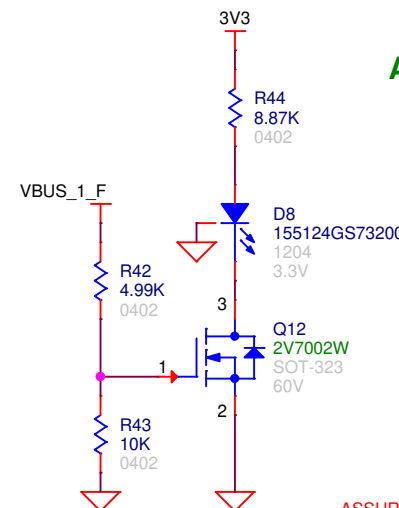 3V3
A
R44
8.87K
0402
VBUS_1_F
D8
155124GS73200
1204
3.3V
R42
4.99K
0402
3
Q12
2V7002W
SOT-323
60V
1
2
R43
10K
0402
ASSUR